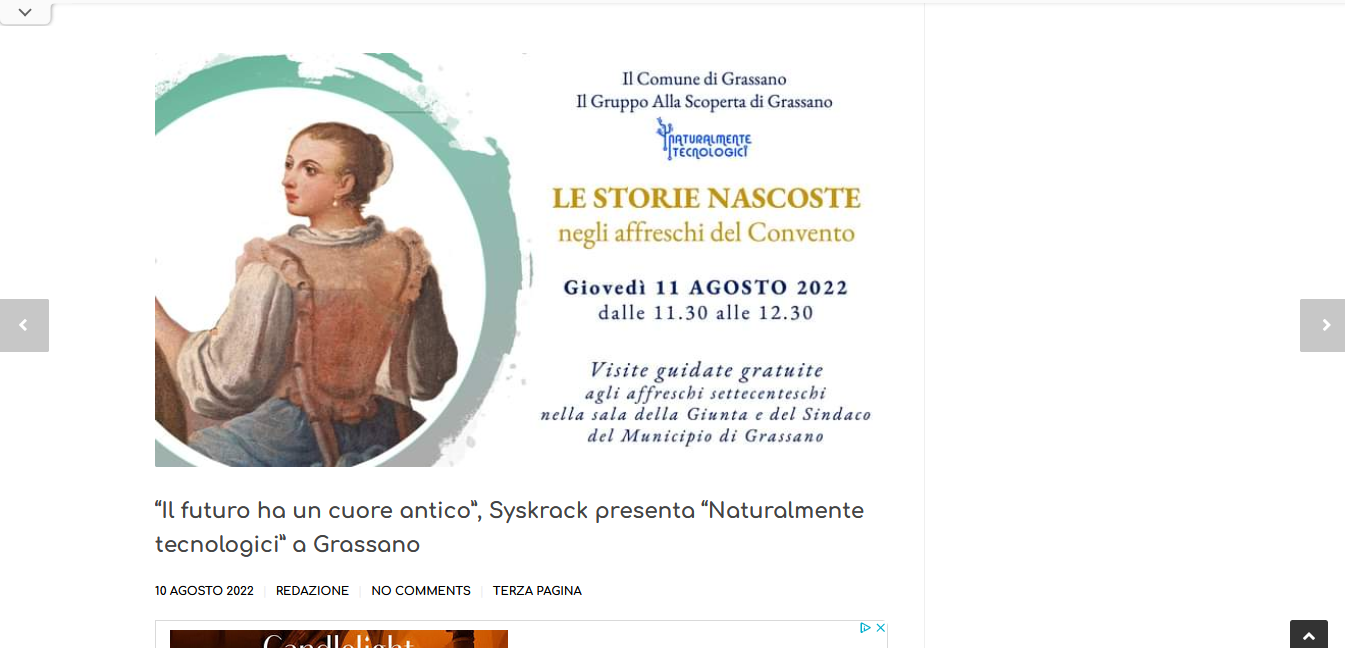 Il Comune di Grassano
Il Gruppo Alla Scoperta di Grassano
NATURALMENTE
TECNOLOGICI
LE STORIE NASCOSTE
negli affreschi del Convento
Giovedì 11 AGOSTO 2022
dalle 11.30 alle 12.30
Visite guidate gratuite
agli affreschi settecenteschi
nella sala della Giunta e del Sindaco
del Municipio di Grassano
“Il futuro ha un cuore antico”, Syskrack presenta “Naturalmente
tecnologici” a Grassano
10 AGOSTO 2022 REDAZIONE NO COMMENTS TERZA PAGINA
Candlelight